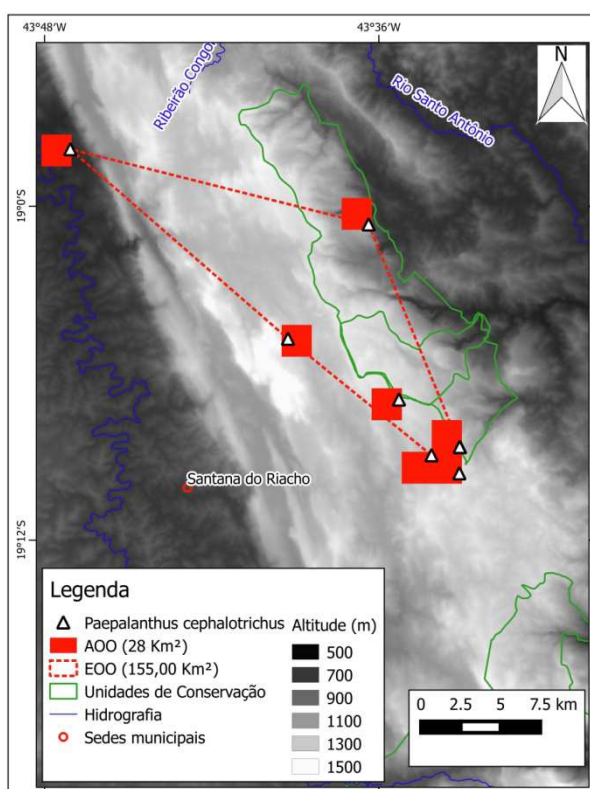 43°48'W
43°36'W
N
Ribeirão Congo
Rio Santo Antônio
19°0'S
Santana do Riacho
19°12'S
Legenda
Paepalanthus cephalotrichus
AOO (28 Km²)
EOO (155,00 Km²)
Unidades de Conservação
Hidrografia
Sedes municipais
Altitude (m)
500
700
900
1100
1300
1500
0 2.5 5 7.5 km